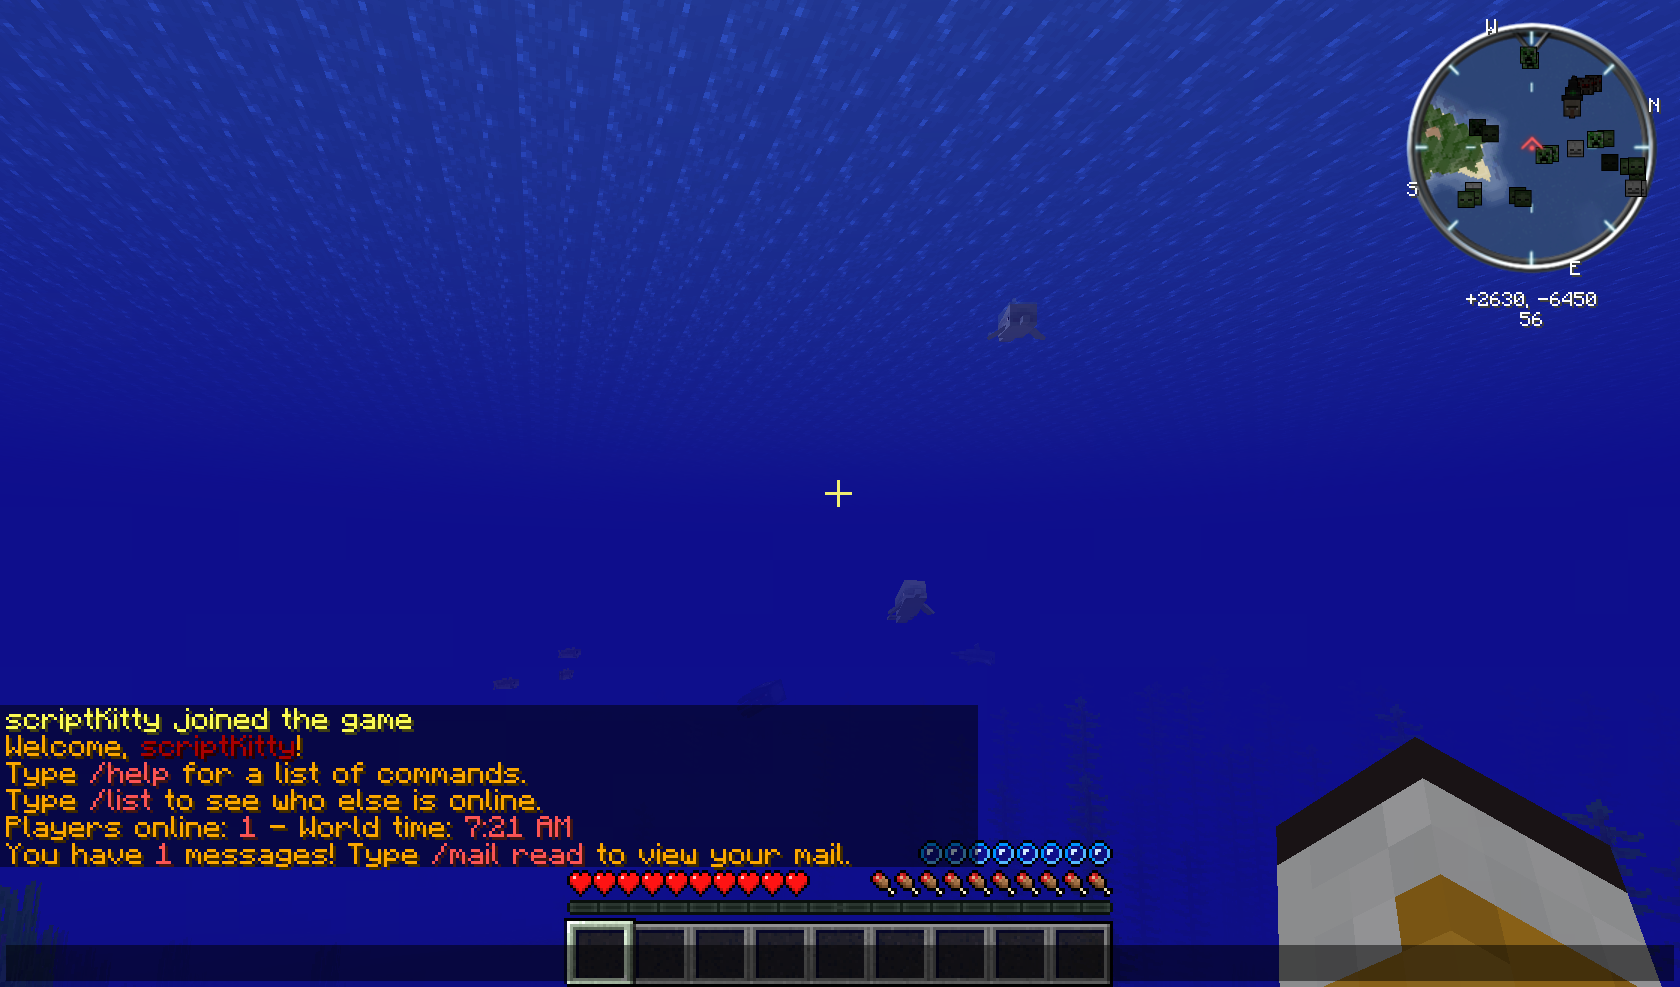 W
N
S
E
+2630, -6450
56
scriptKitty joined the game
Welcome, scriptKitty!
Type /help for a list of commands.
Type /list to see who else is online.
Players online: 1 - World time: 7:21 AM
You have 1 messages! Type /mail read to view your mail.